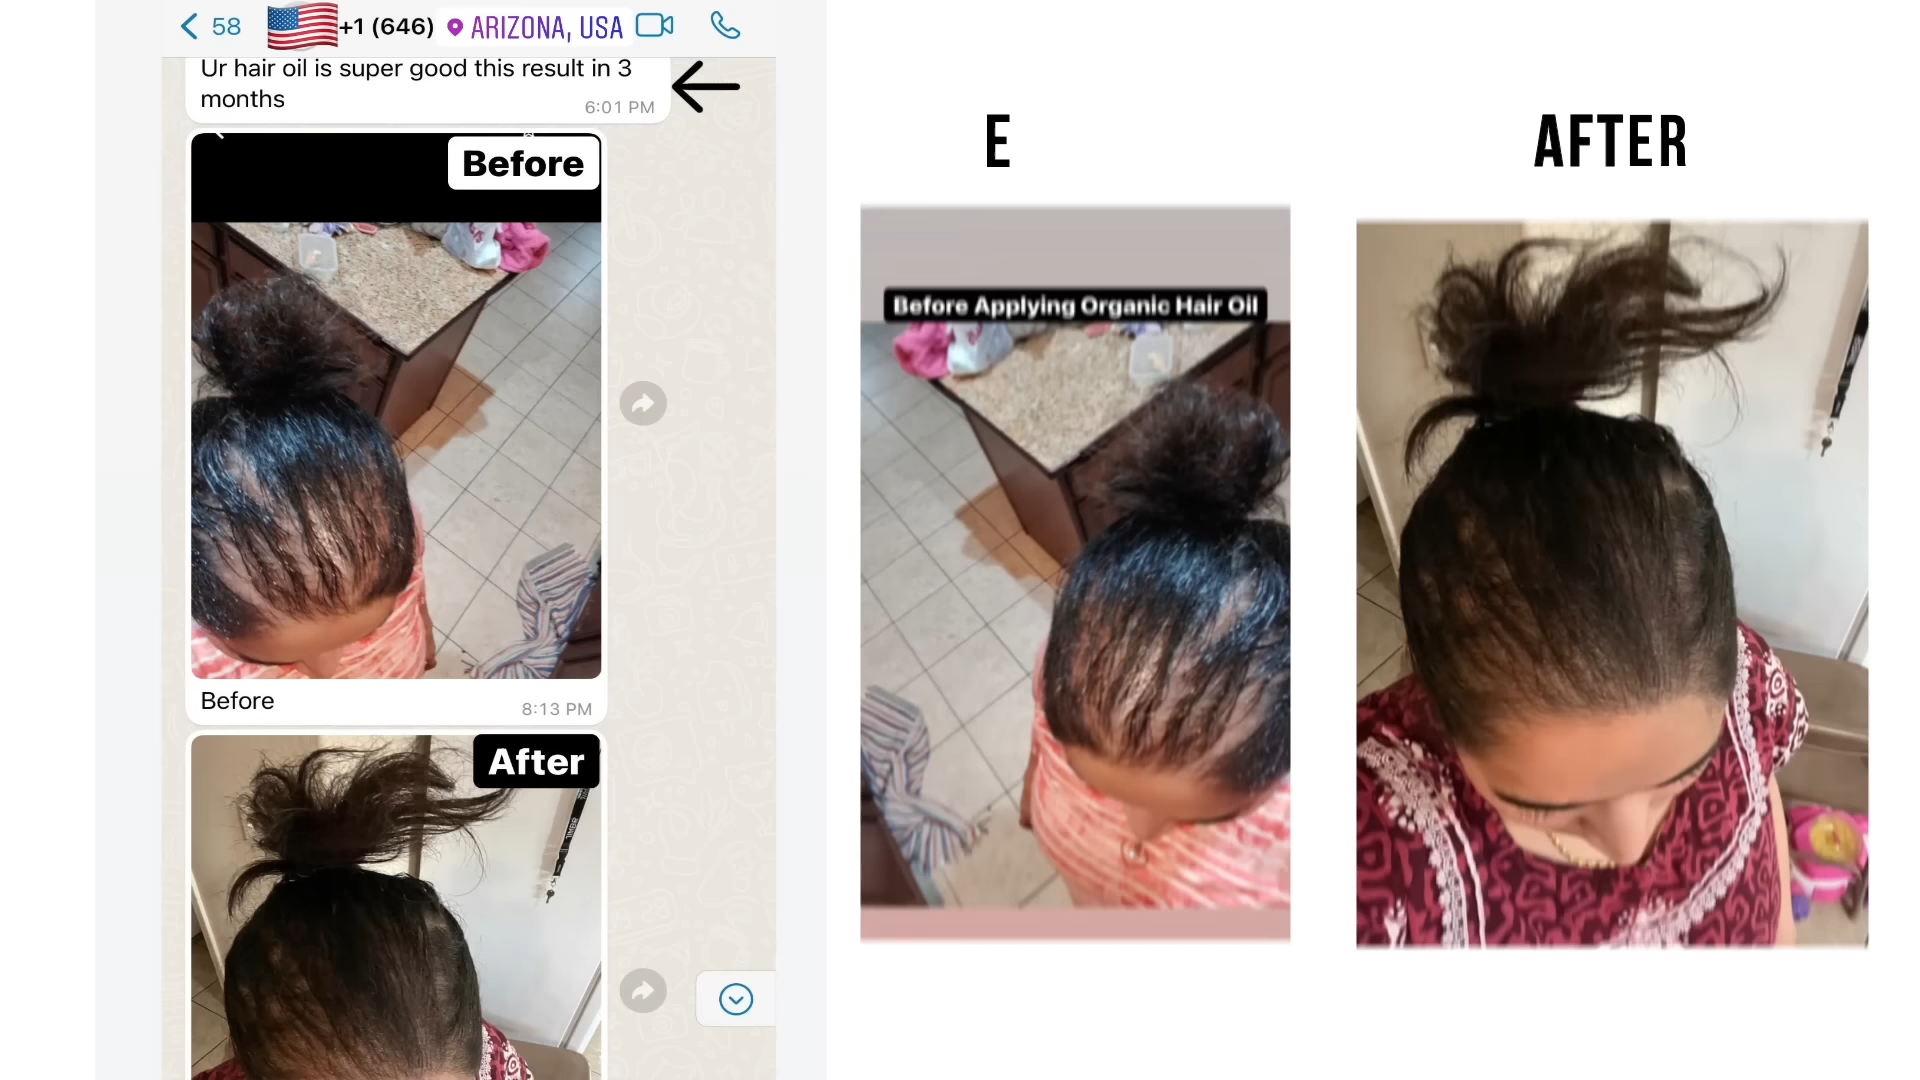 58
+1 (646)
ARIZONA, USA
Ur hair oil is super good this result in 3
months
6:01 PM
Before
Before
8:13 PM
After
E
AFTER
Before Applying Organic Hair Oil